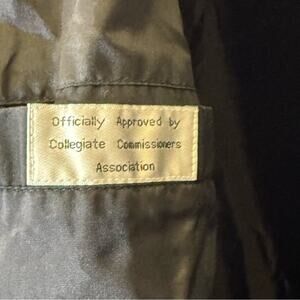 Officially Approved by
Collegiate Commissioners
Association